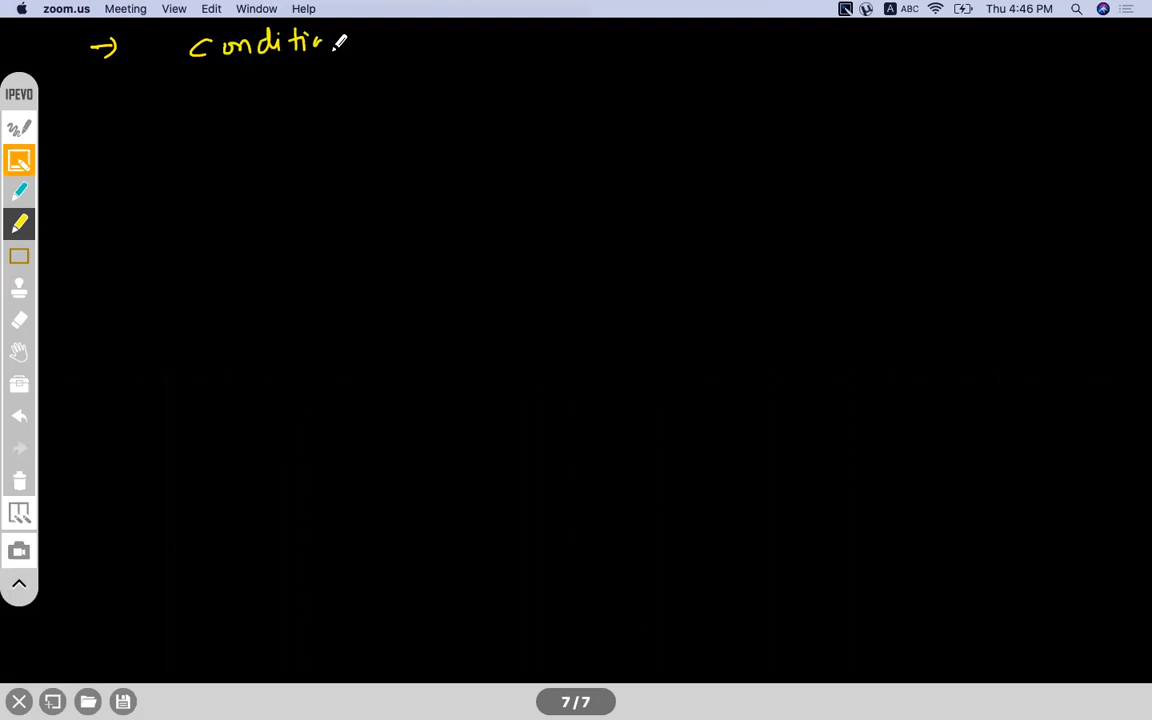 zoom.us Meeting View Edit Window Help ABC Thu 4:46 PM
→ Conditi
IPEVO
7/7